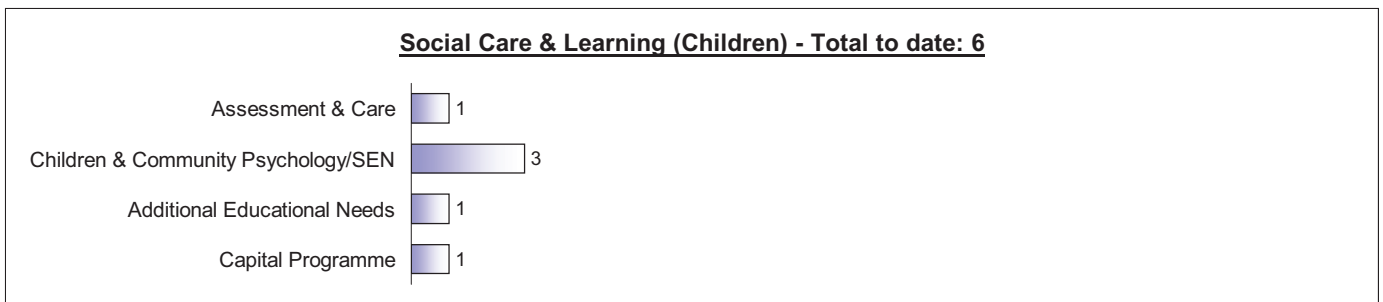 Social Care & Learning (Children) - Total to date: 6
Assessment & Care 1
Children & Community Psychology/SEN 3
Additional Educational Needs 1
Capital Programme 1